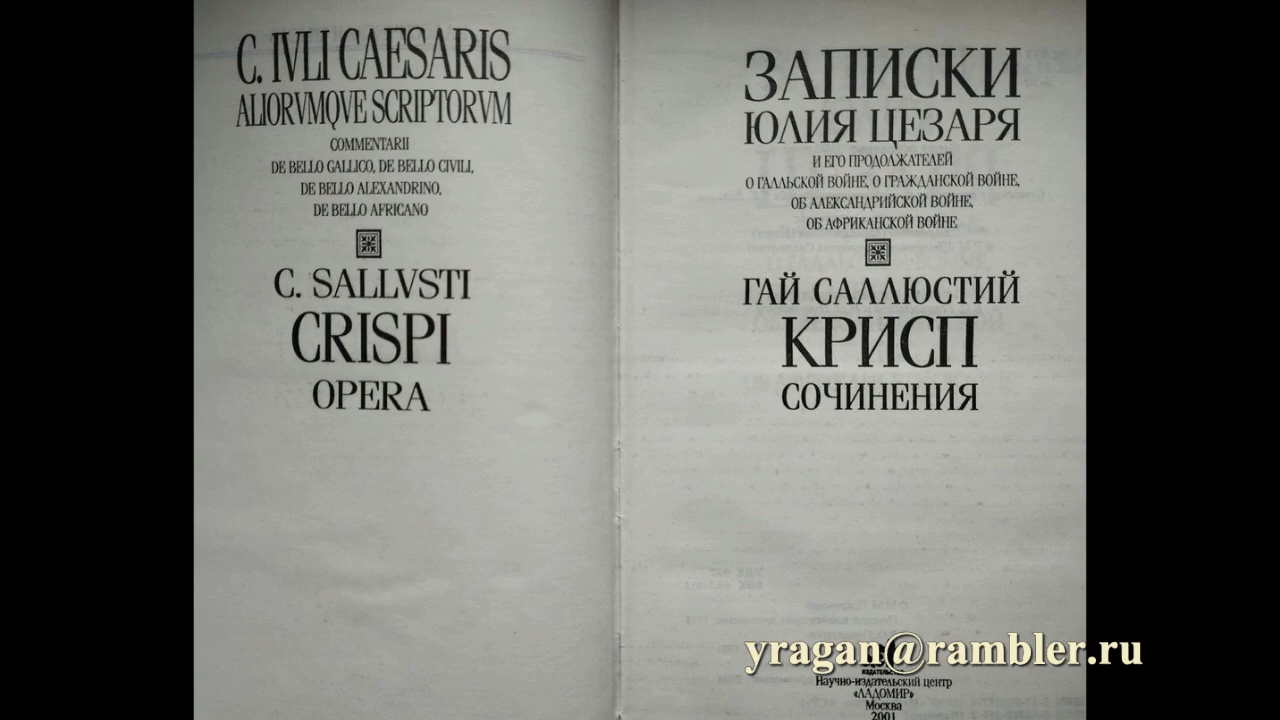 C. IVLI CAESARIS
ALIORVMQVE SCRIPTORVM
COMMENTARII
DE BELLO GALLICO, DE BELLO CIVILI,
DE BELLO ALEXANDRINO,
DE BELLO AFRICANO
C. SALLVSTI
CRISPI
OPERA
ЗАПИСКИ
ЮЛИЯ ЦЕЗАРЯ
И ЕГО ПРОДОЛЖАТЕЛЕЙ
О ГАЛЛЬСКОЙ ВОЙНЕ, О ГРАЖДАНСКОЙ ВОЙНЕ,
ОБ АЛЕКСАНДРИЙСКОЙ ВОЙНЕ,
ОБ АФРИКАНСКОЙ ВОЙНЕ
ГАЙ САЛЛЮСТИЙ
КРИСП
СОЧИНЕНИЯ
yragan@rambler.ru
Научно-издательский центр
«ЛАДОМИР»
Москва
2001